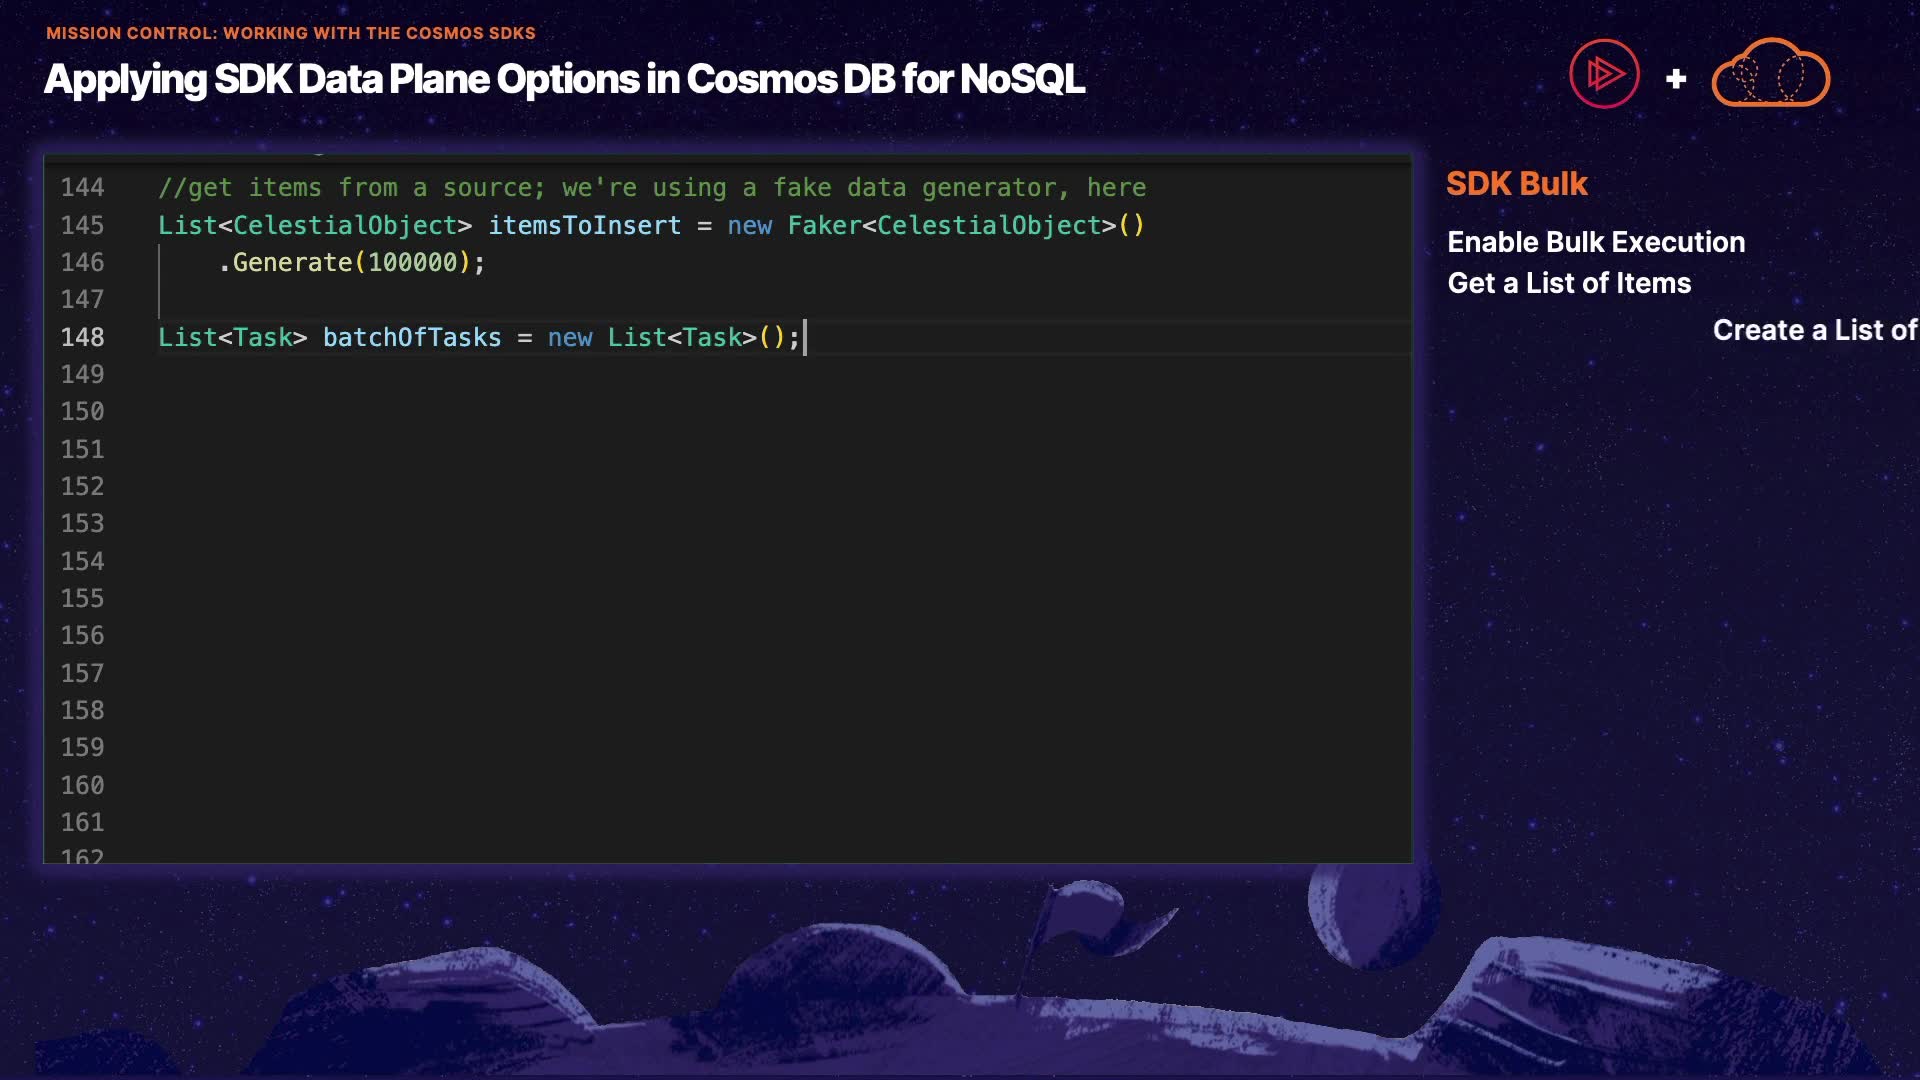 MISSION CONTROL: WORKING WITH THE COSMOS SDKS
Applying SDK Data Plane Options in Cosmos DB for NoSQL
144 //get items from a source; we're using a fake data generator, here
145 List<CelestialObject> itemsToInsert = new Faker<CelestialObject>()
146 .Generate(100000);
147
148 List<Task> batchOfTasks = new List<Task>();
149
150
151
152
153
154
155
156
157
158
159
160
161
162
SDK Bulk
Enable Bulk Execution
Get a List of Items
Create a List of